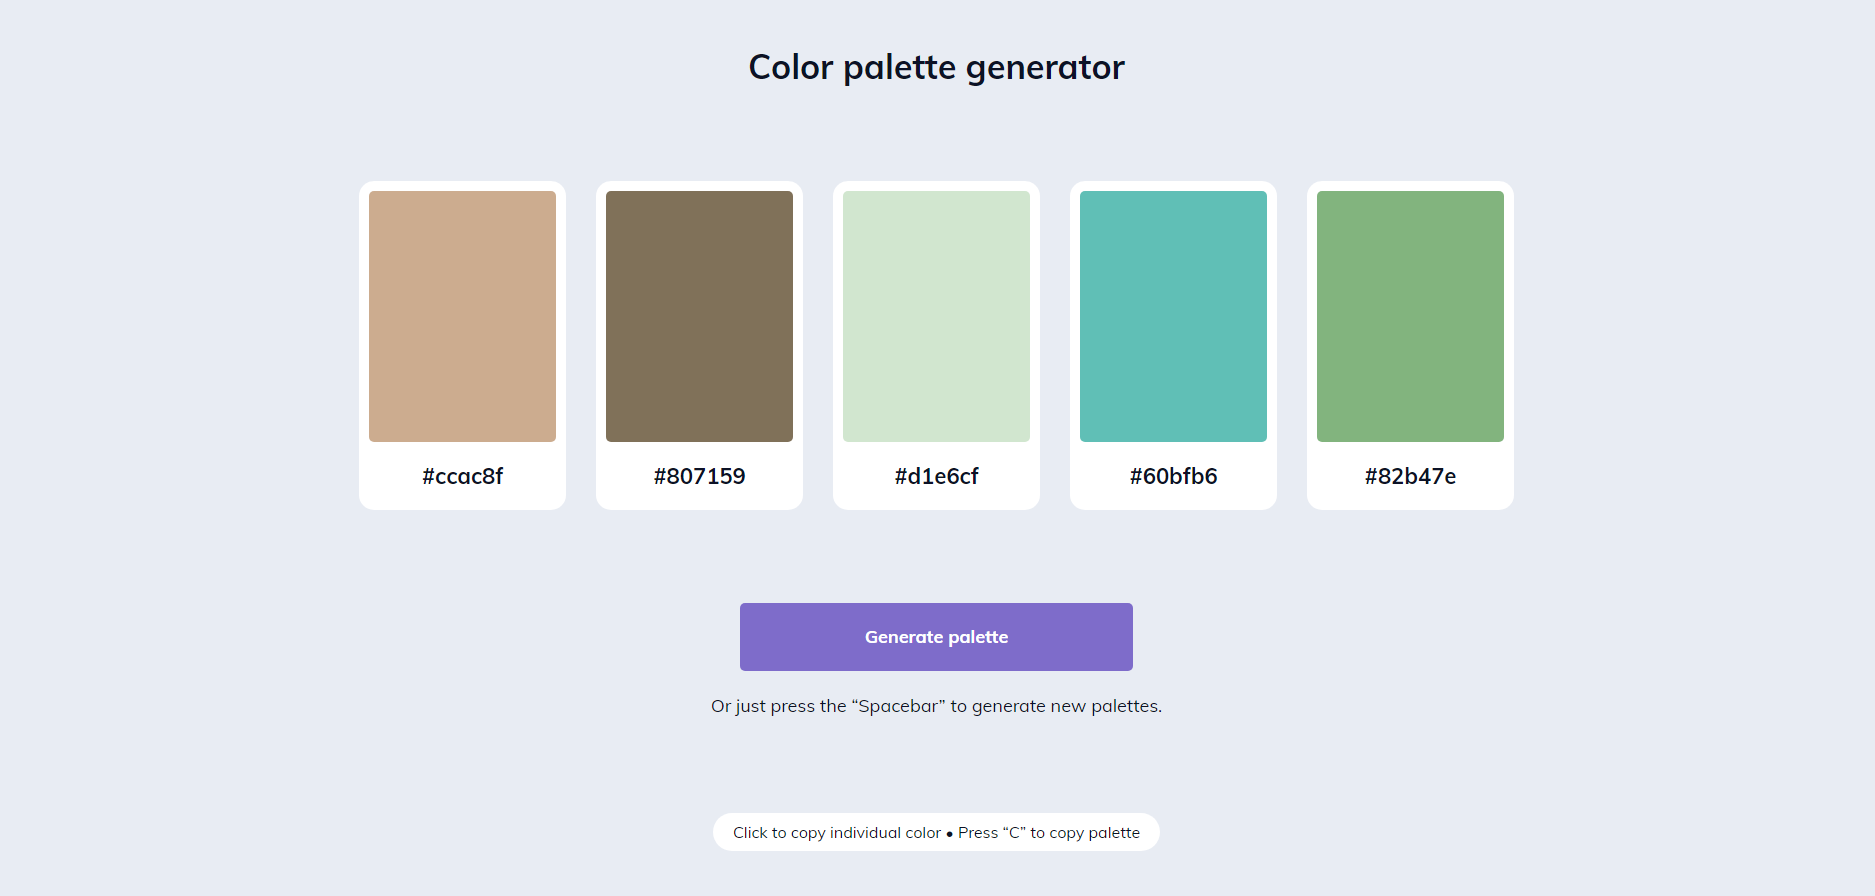 Color palette generator
#ccac8f
#807159
#d1e6cf
#60bfb6
#82b47e
Generate palette
Or just press the “Spacebar” to generate new palettes.
Click to copy individual color • Press “C” to copy palette